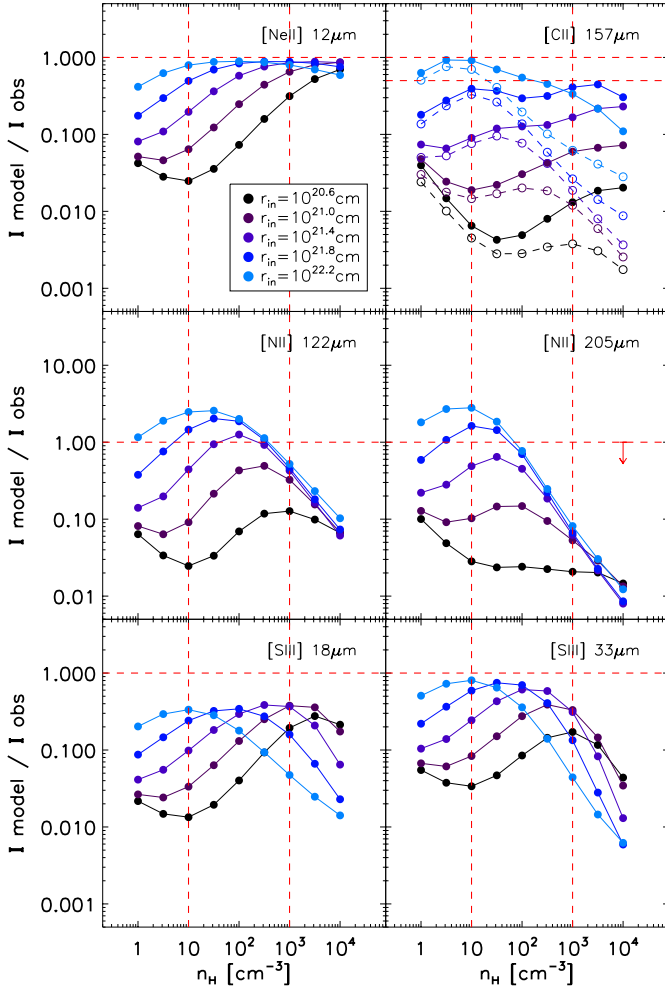 [NeII] 12μm
[CII] 157μm
1.000
0.100
0.010
0.001
I model / I obs
r_in=10^20.6cm
r_in=10^21.0cm
r_in=10^21.4cm
r_in=10^21.8cm
r_in=10^22.2cm
[NII] 122μm
[NII] 205μm
10.00
1.00
0.10
0.01
I model / I obs
[SIII] 18μm
[SIII] 33μm
1.000
0.100
0.010
0.001
I model / I obs
1 10 10^2 10^3 10^4
1 10 10^2 10^3 10^4
n_H [cm^-3]
n_H [cm^-3]